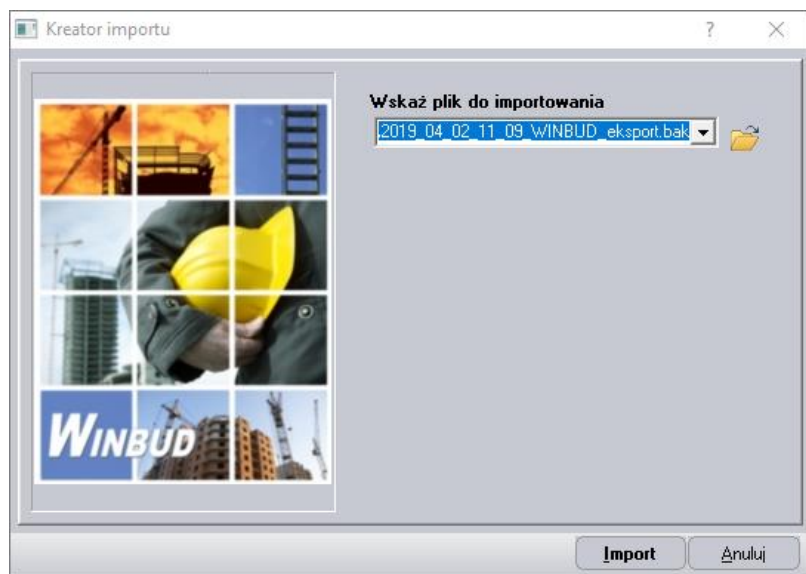 Kreator importu
Wskaż plik do importowania
.2019_04_02_11_09_WINBUD_eksport.bak
WINBUD
Import
Anuluj